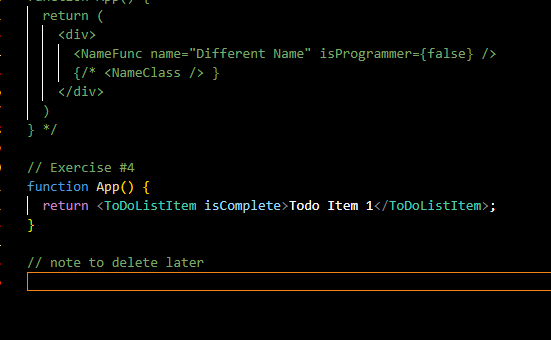 function App() {
return (
<div>
<NameFunc name="Different Name" isProgrammer={false} />
{/* <NameClass /> }
</div>
)
} */
// Exercise #4
function App() {
return <ToDoListItem isComplete>Todo Item 1</ToDoListItem>;
}
// note to delete later